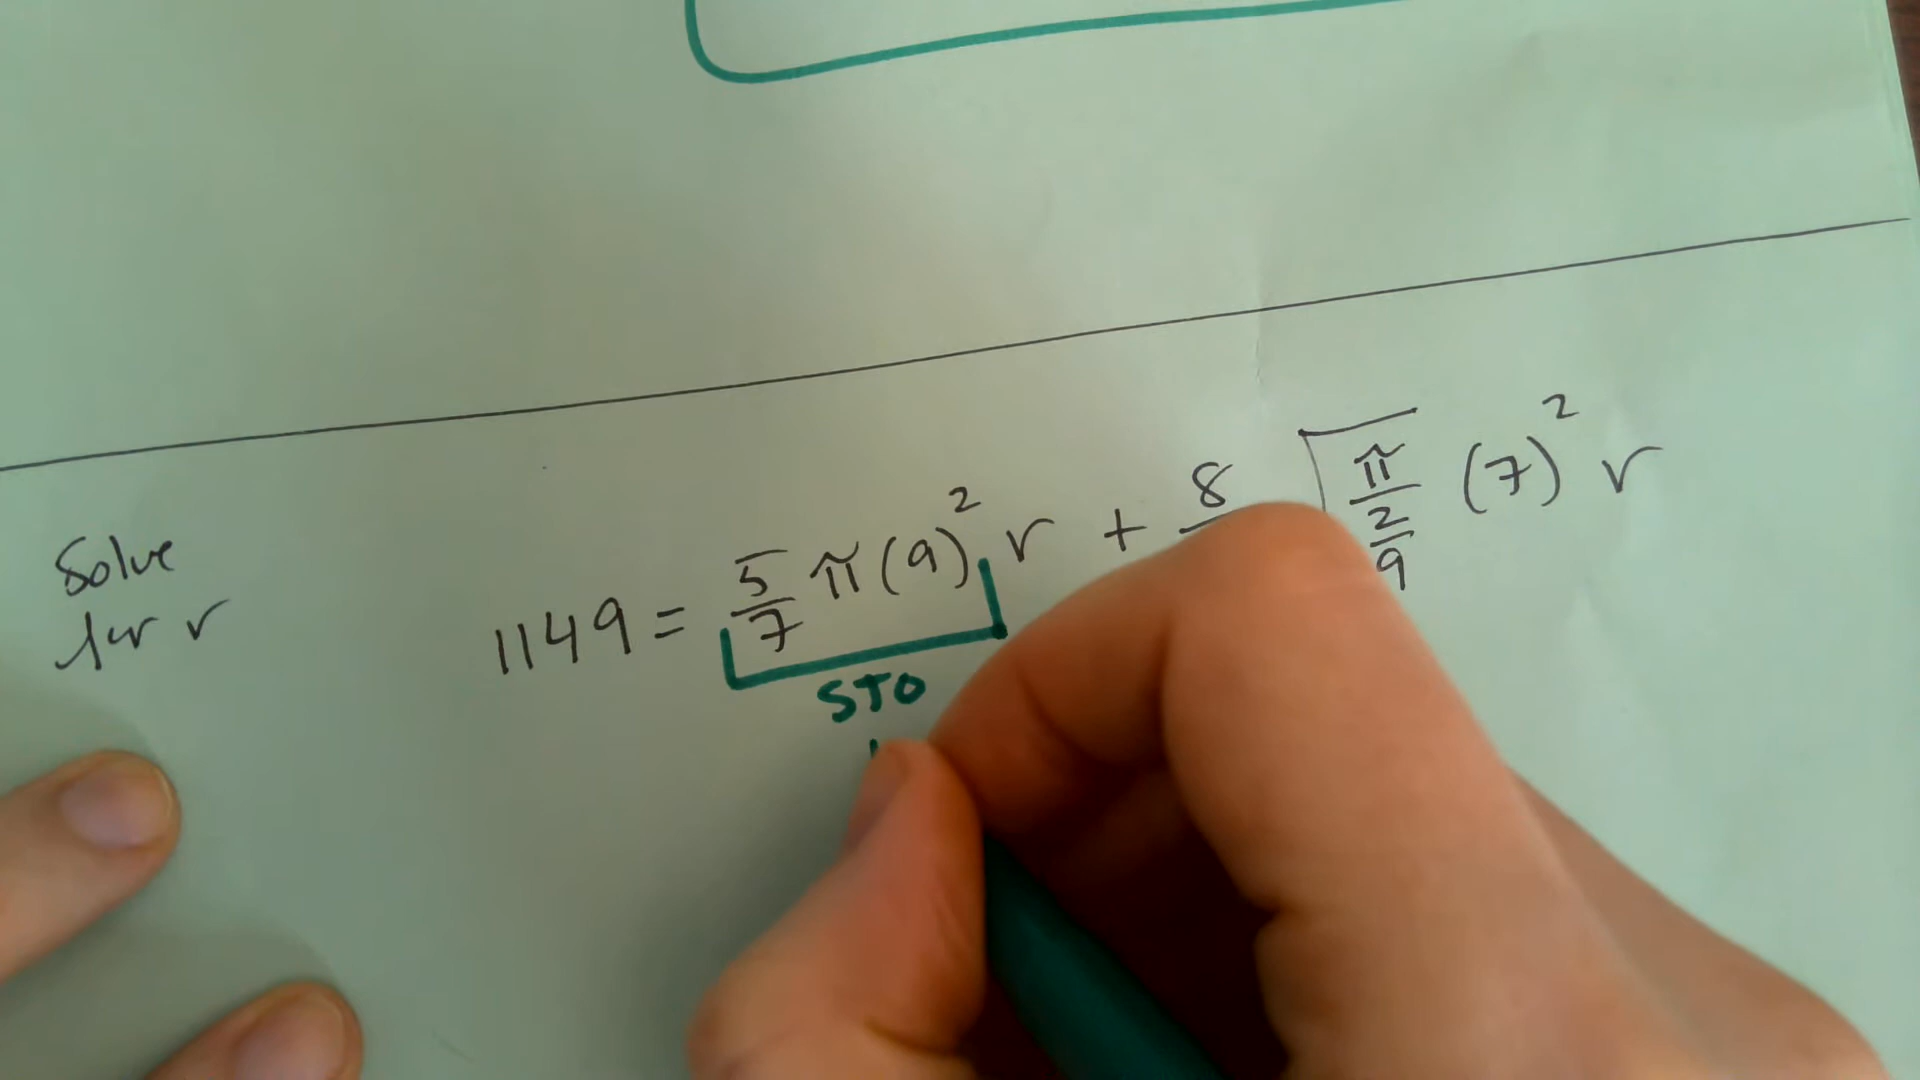 Solve
for r
1149 = 5/7 π(9)² r + 8 √ π/(2/9) (7)² r
STO